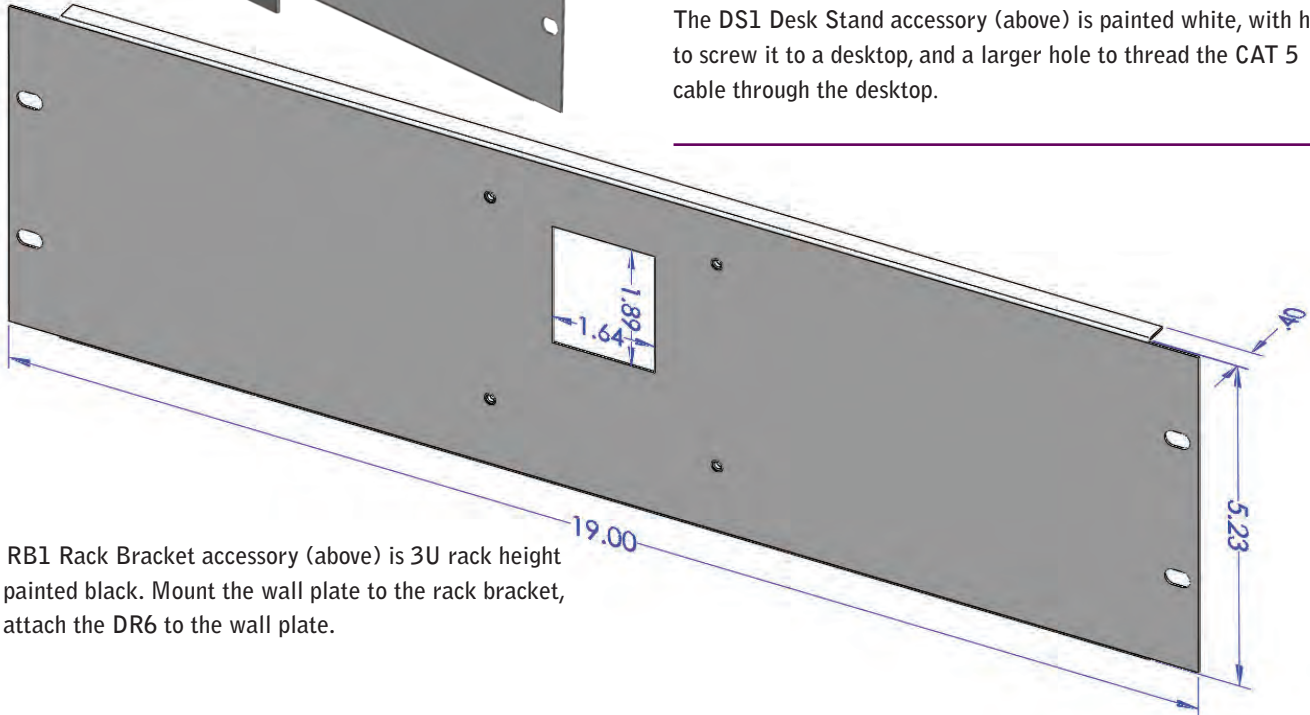 The DS1 Desk Stand accessory (above) is painted white, with
to screw it to a desktop, and a larger hole to thread the CAT 5
cable through the desktop.
1.89
1.64
.40
5.23
19.00
RB1 Rack Bracket accessory (above) is 3U rack height
painted black. Mount the wall plate to the rack bracket,
attach the DR6 to the wall plate.